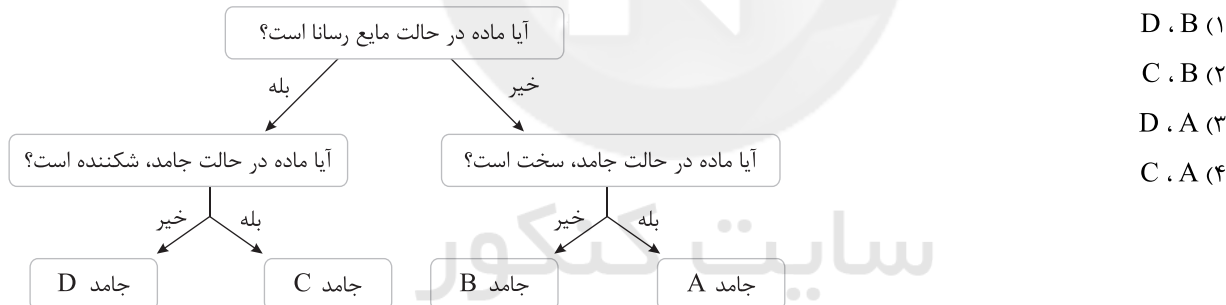 آیا ماده در حالت مایع رسانا است؟
خیر
بله
آیا ماده در حالت جامد، سخت است؟
آیا ماده در حالت جامد، شکننده است؟
بله
خیر
بله
خیر
جامد A
جامد B
جامد C
جامد D
۱) B ، D
۲) B ، C
۳) A ، D
۴) A ، C
سایت کنکور